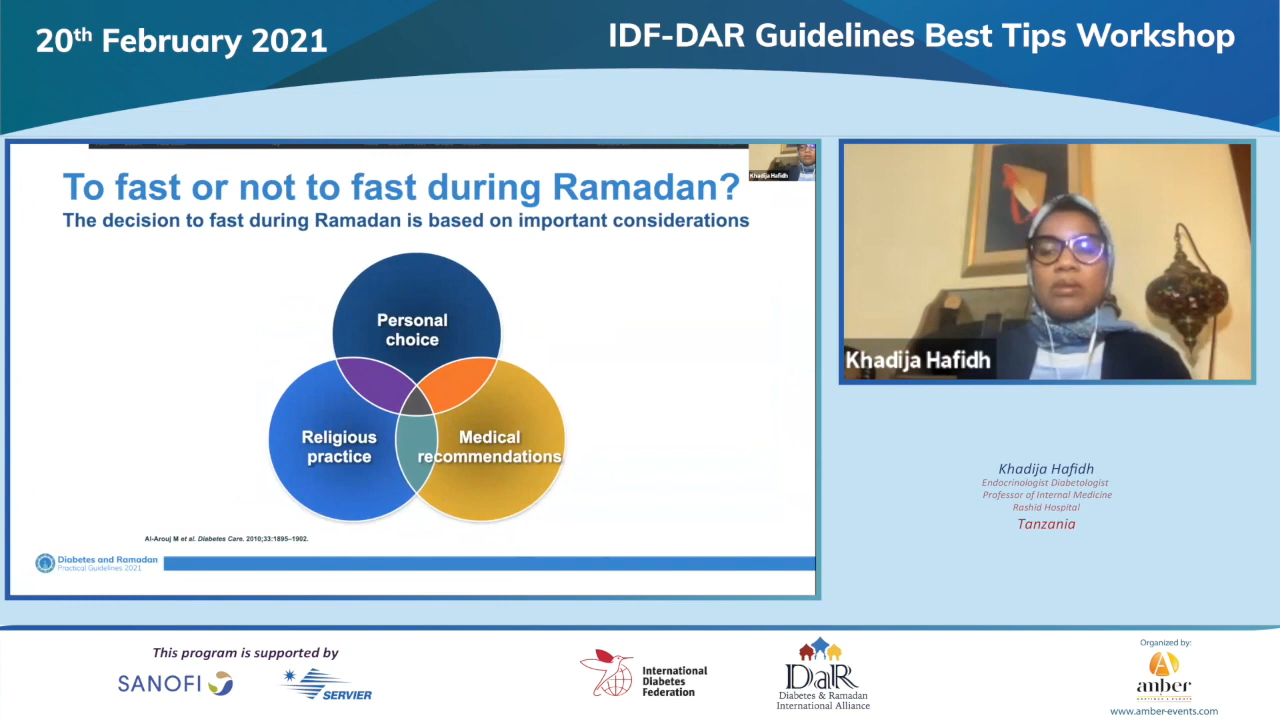 20th February 2021
IDF-DAR Guidelines Best Tips Workshop
To fast or not to fast during Ramadan?
Khadija Hafidh
The decision to fast during Ramadan is based on important considerations
Personal
choice
Religious
practice
Medical
recommendations
Al-Arouj M et al. Diabetes Care. 2010;33:1895–1902.
Diabetes and Ramadan
Practical Guidelines 2021
Khadija Hafidh
Khadija Hafidh
Endocrinologist Diabetologist
Professor of Internal Medicine
Rashid Hospital
Tanzania
This program is supported by
SANOFI
SERVIER
International
Diabetes
Federation
DaR
Diabetes & Ramadan
International Alliance
Organized by:
anber
www.amber-events.com